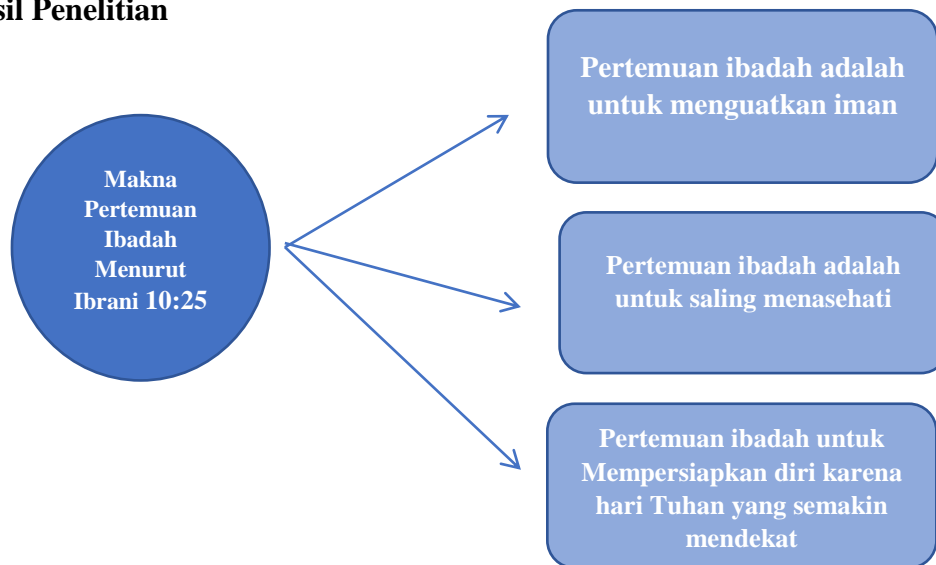 sil Penelitian
Makna
Pertemuan
Ibadah
Menurut
Ibrani 10:25
Pertemuan ibadah adalah
untuk menguatkan iman
Pertemuan ibadah adalah
untuk saling menasehati
Pertemuan ibadah untuk
Mempersiapkan diri karena
hari Tuhan yang semakin
mendekat